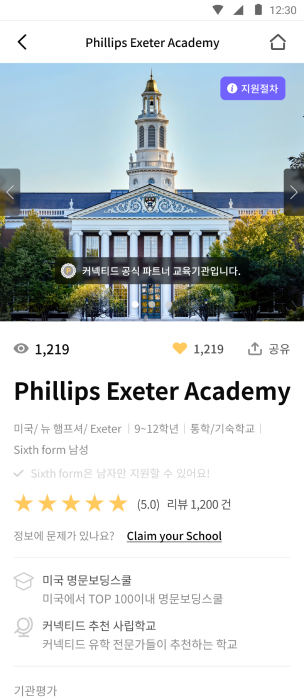 12:30
Phillips Exeter Academy
지원절차
커넥티드 공식 파트너 교육기관입니다.
1,219
1,219
공유
Phillips Exeter Academy
미국/ 뉴 햄프셔/ Exeter
9~12학년
통학/기숙학교
Sixth form 남성
Sixth form은 남자만 지원할 수 있어요!
(5.0) 리뷰 1,200 건
정보에 문제가 있나요? Claim your School
미국 명문보딩스쿨
미국에서 TOP 100이내 명문보딩스쿨
커넥티드 추천 사립학교
커넥티드 유학 전문가들이 추천하는 학교
기관평가